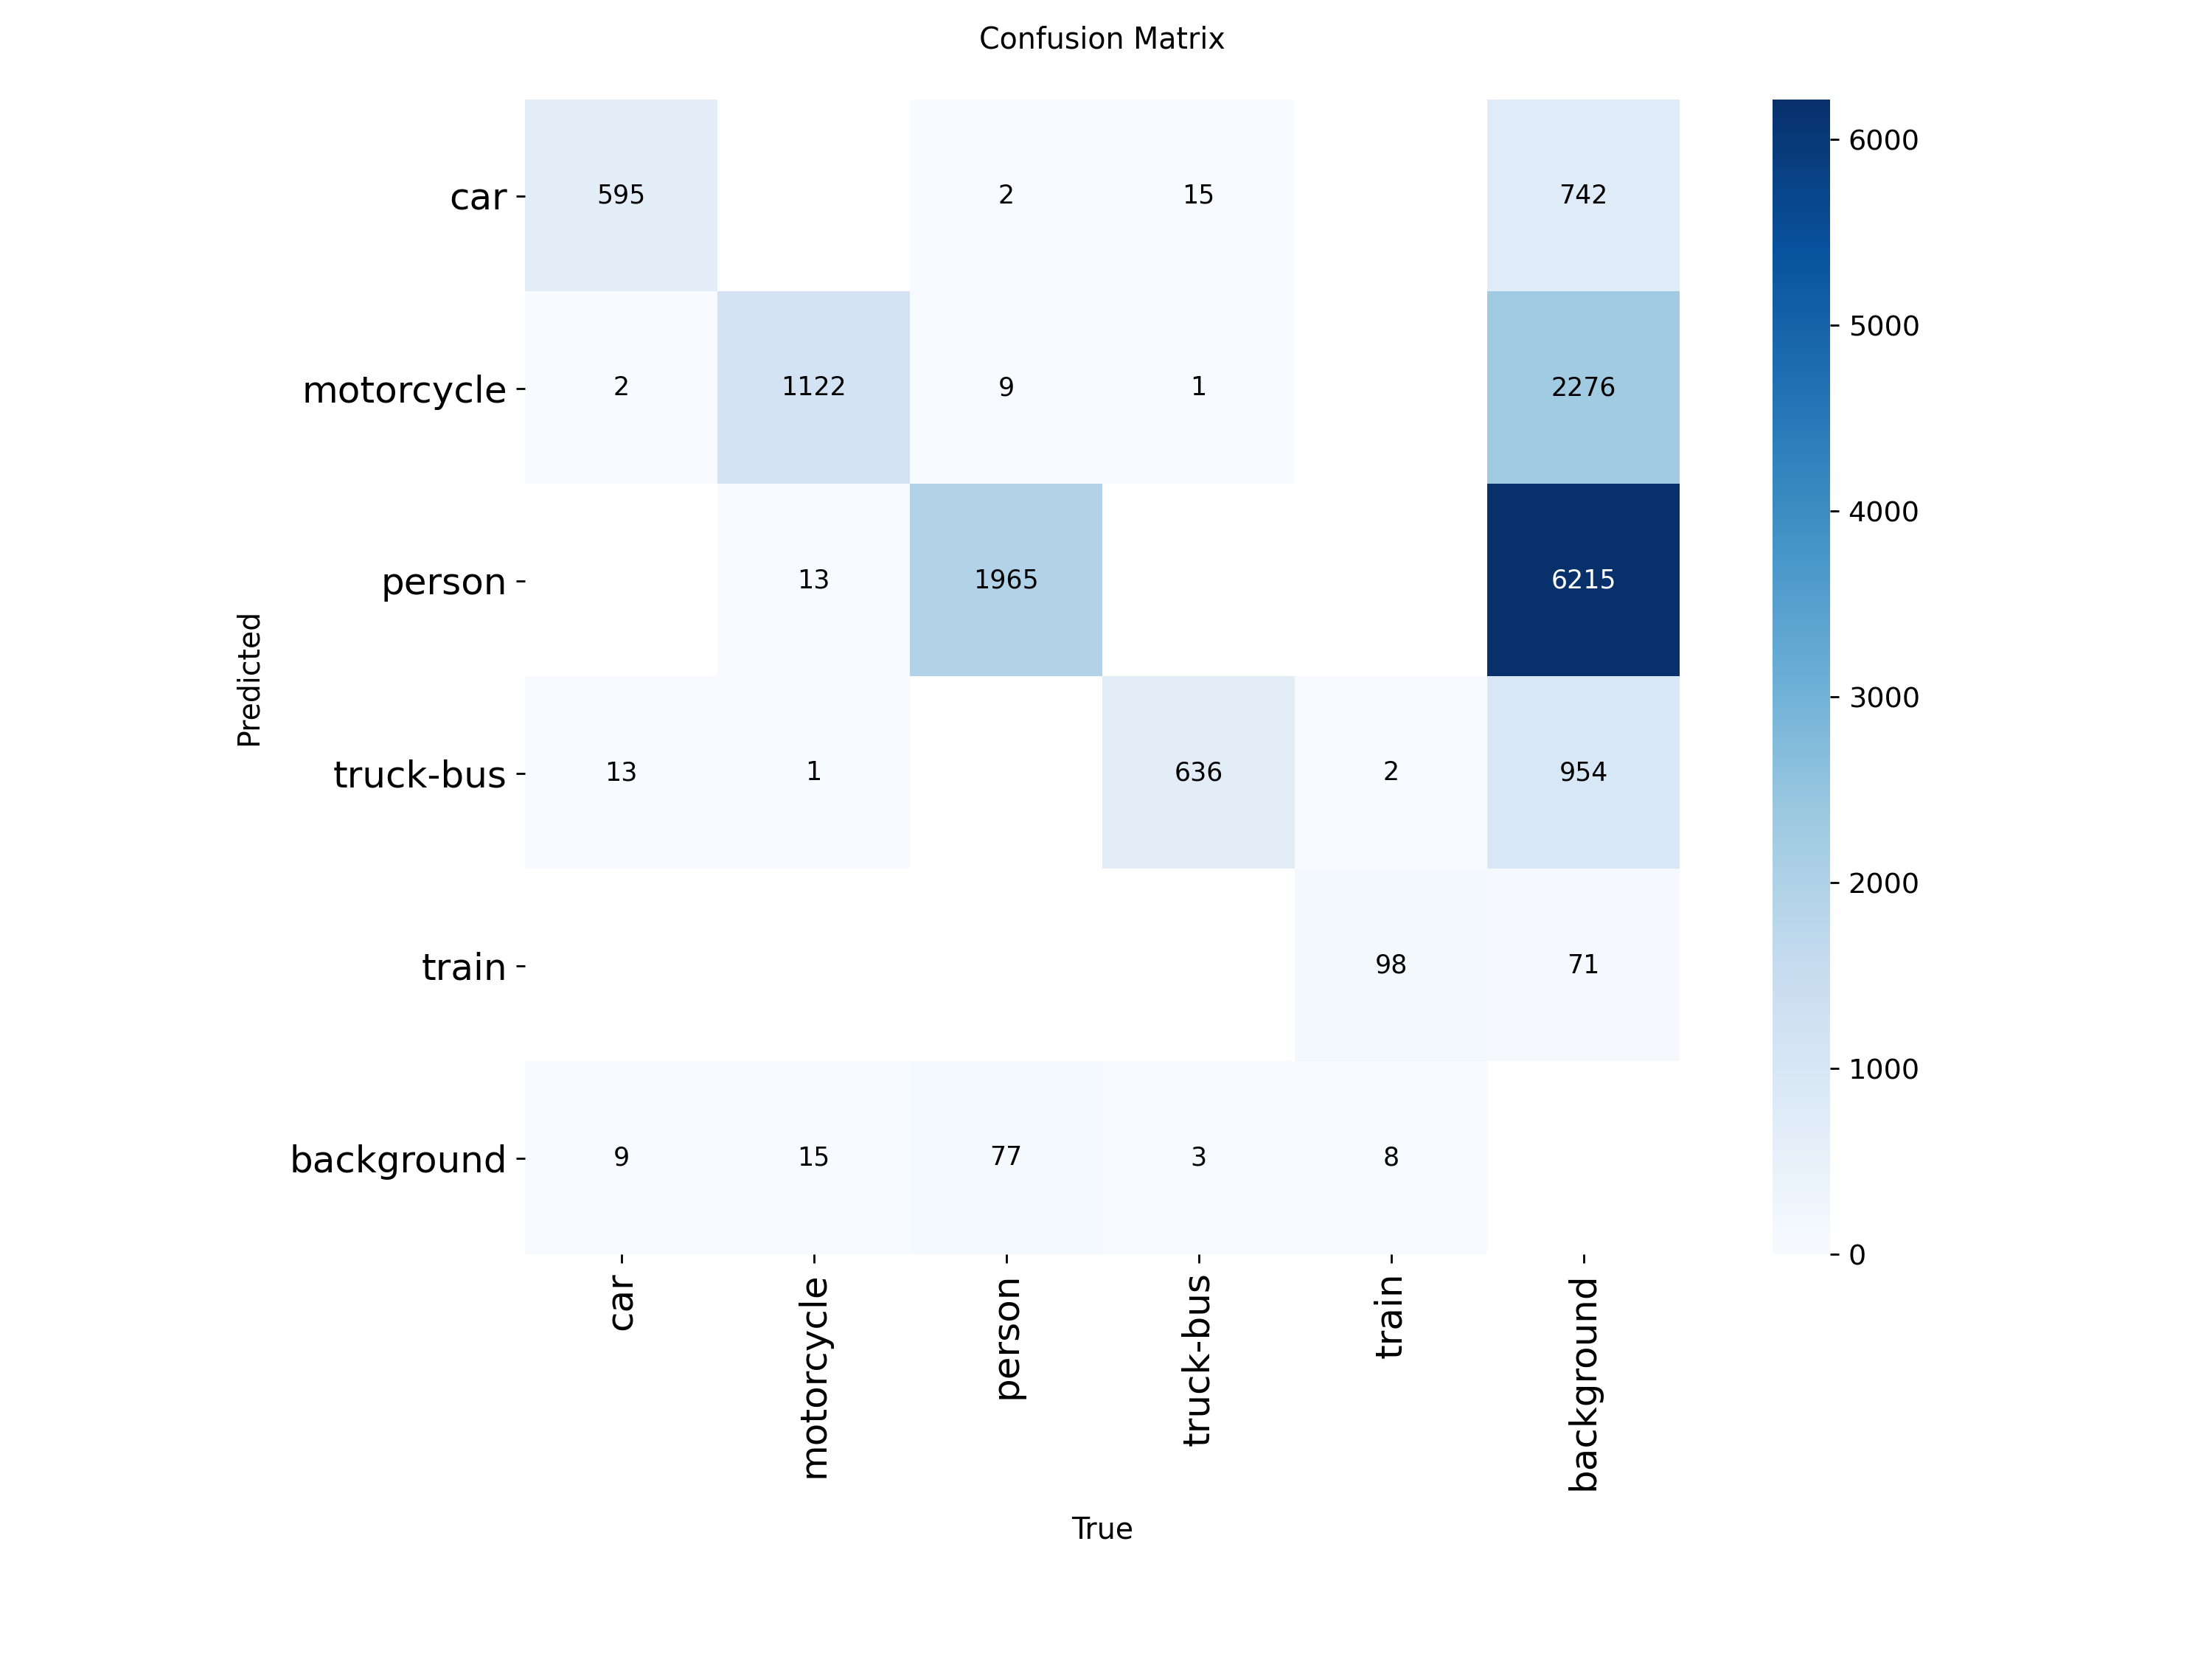 Confusion Matrix
car 595 2 15 742
motorcycle 2 1122 9 1 2276
person 13 1965 6215
truck-bus 13 1 636 2 954
train 98 71
background 9 15 77 3 8
Predicted
car motorcycle person truck-bus train background
True
6000
5000
4000
3000
2000
1000
0